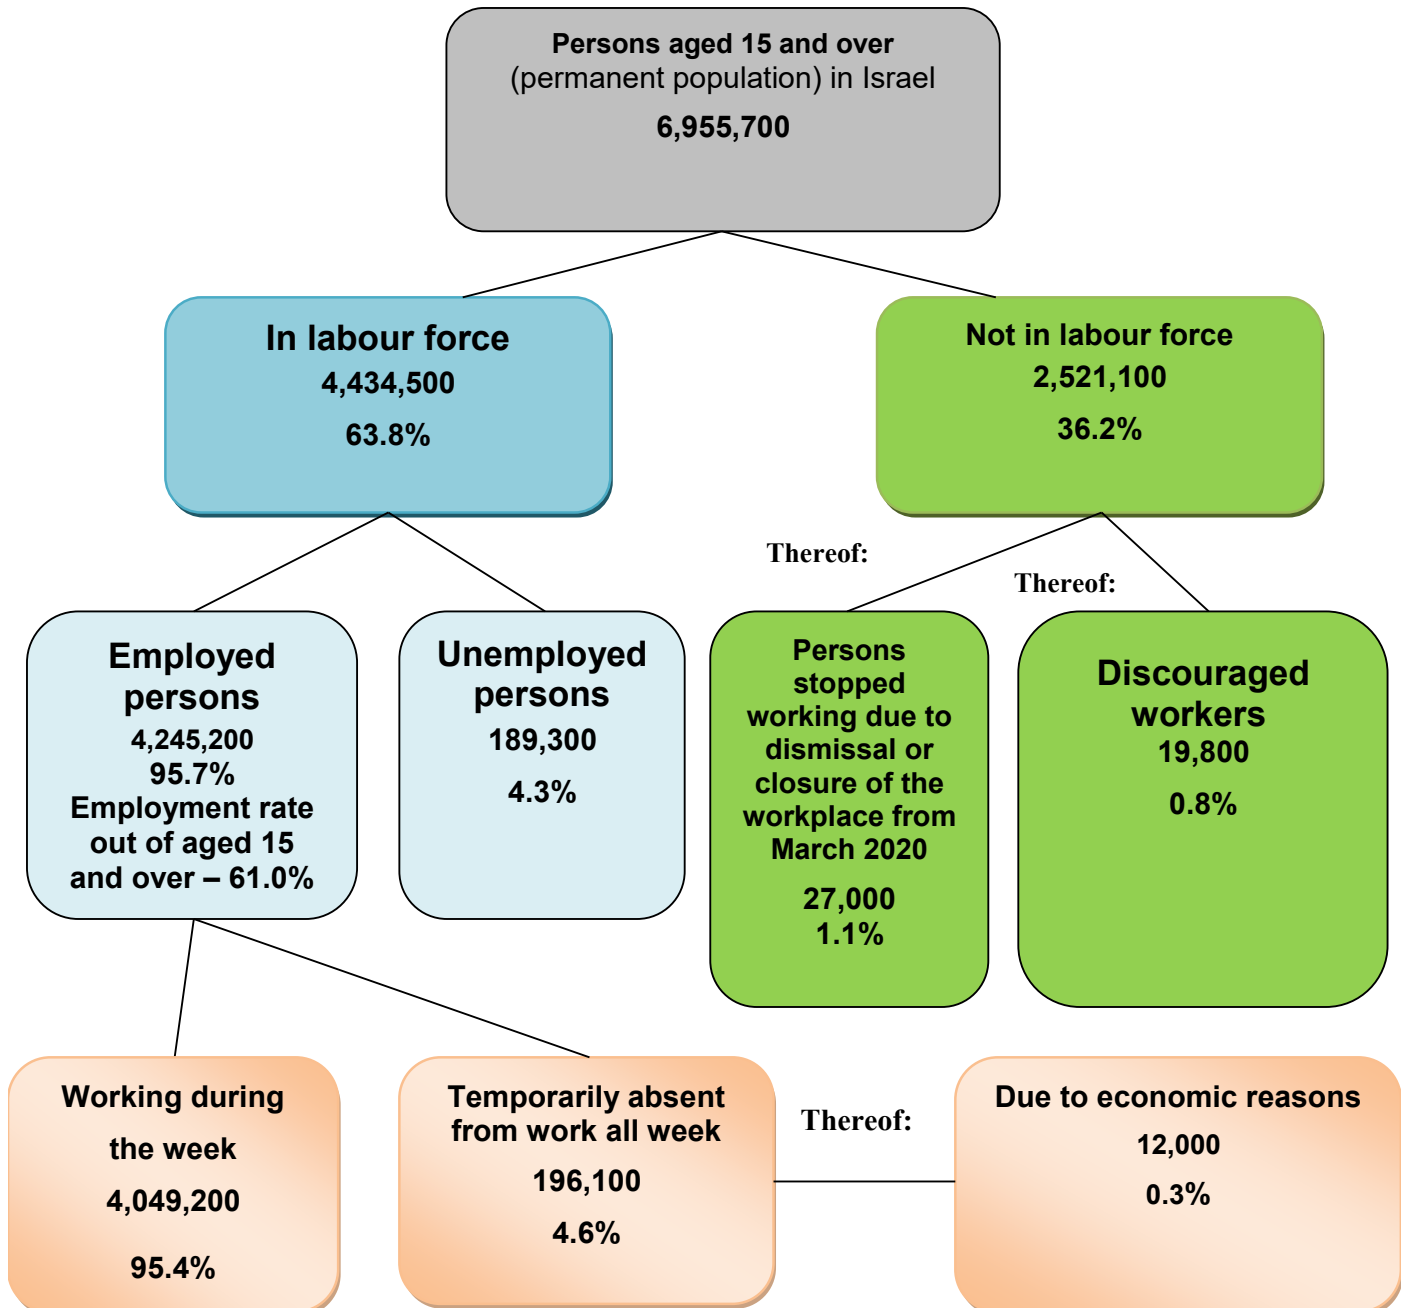 Persons aged 15 and over
(permanent population) in Israel
6,955,700
In labour force
4,434,500
63.8%
Not in labour force
2,521,100
36.2%
Thereof:
Thereof:
Employed
persons
4,245,200
95.7%
Employment rate
out of aged 15
and over – 61.0%
Unemployed
persons
189,300
4.3%
Persons
stopped
working due to
dismissal or
closure of the
workplace from
March 2020
27,000
1.1%
Discouraged
workers
19,800
0.8%
Working during
the week
4,049,200
95.4%
Temporarily absent
from work all week
196,100
4.6%
Thereof:
Due to economic reasons
12,000
0.3%